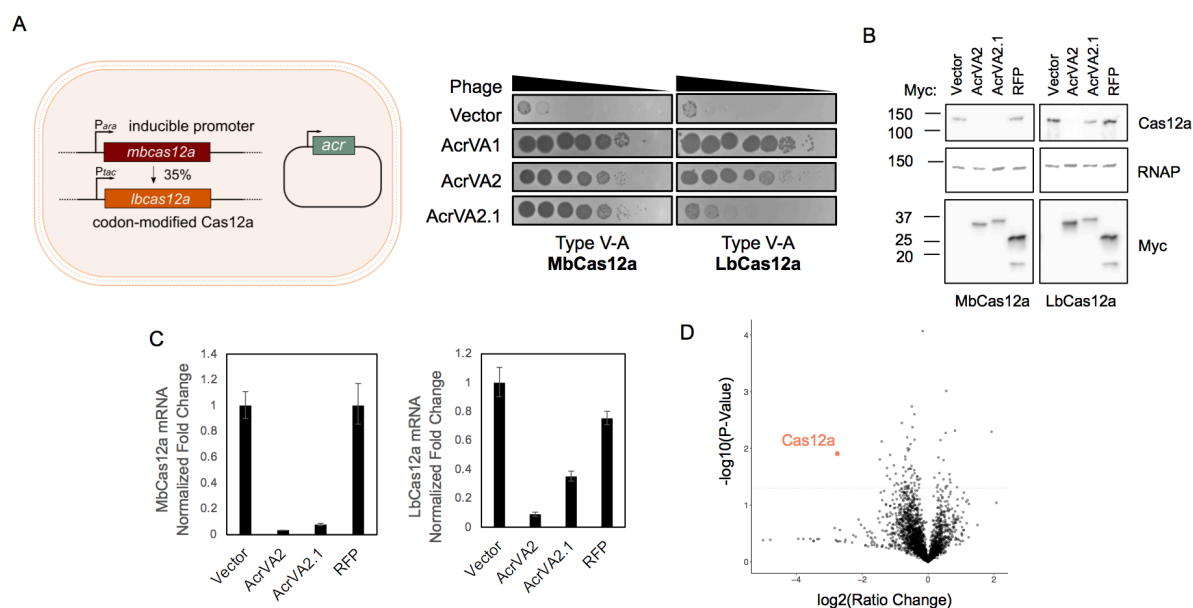 A
Para
inducible promoter
mbcas12a
Ptac
35%
lbcas12a
codon-modified Cas12a
acr
Phage
Vector
AcrVA1
AcrVA2
AcrVA2.1
Type V-A
MbCas12a
Type V-A
LbCas12a
B
Myc:
Vector
AcrVA2
AcrVA2.1
RFP
Vector
AcrVA2
AcrVA2.1
RFP
150
100
Cas12a
150
RNAP
37
25
20
Myc
MbCas12a
LbCas12a
C
MbCas12a mRNA
Normalized Fold Change
1.4
1.2
1
0.8
0.6
0.4
0.2
0
Vector
AcrVA2
AcrVA2.1
RFP
LbCas12a mRNA
Normalized Fold Change
1.2
1
0.8
0.6
0.4
0.2
0
Vector
AcrVA2
AcrVA2.1
RFP
D
-log10(P-Value)
4
3
2
1
0
Cas12a
−4
−2
0
2
log2(Ratio Change)